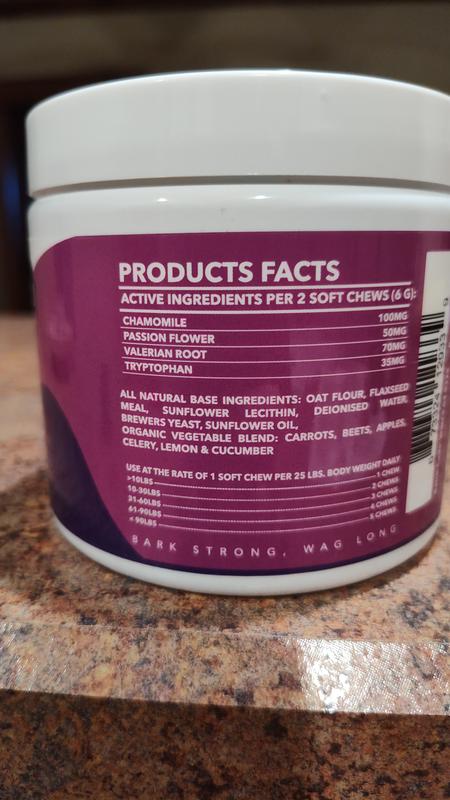 PRODUCTS FACTS
ACTIVE INGREDIENTS PER 2 SOFT CHEWS (6 G):
CHAMOMILE 100MG
PASSION FLOWER 50MG
VALERIAN ROOT 70MG
TRYPTOPHAN 35MG
ALL NATURAL BASE INGREDIENTS: OAT FLOUR, FLAXSEED
MEAL, SUNFLOWER LECITHIN, DEIONISED WATER,
BREWERS YEAST, SUNFLOWER OIL,
ORGANIC VEGETABLE BLEND: CARROTS, BEETS, APPLES,
CELERY, LEMON & CUCUMBER
USE AT THE RATE OF 1 SOFT CHEW PER 25 LBS. BODY WEIGHT DAILY
>10LBS 1 CHEW
10-30LBS 2 CHEWS
31-60LBS 3 CHEWS
61-90LBS 4 CHEWS
< 90LBS 5 CHEWS
BARK STRONG, WAG LONG